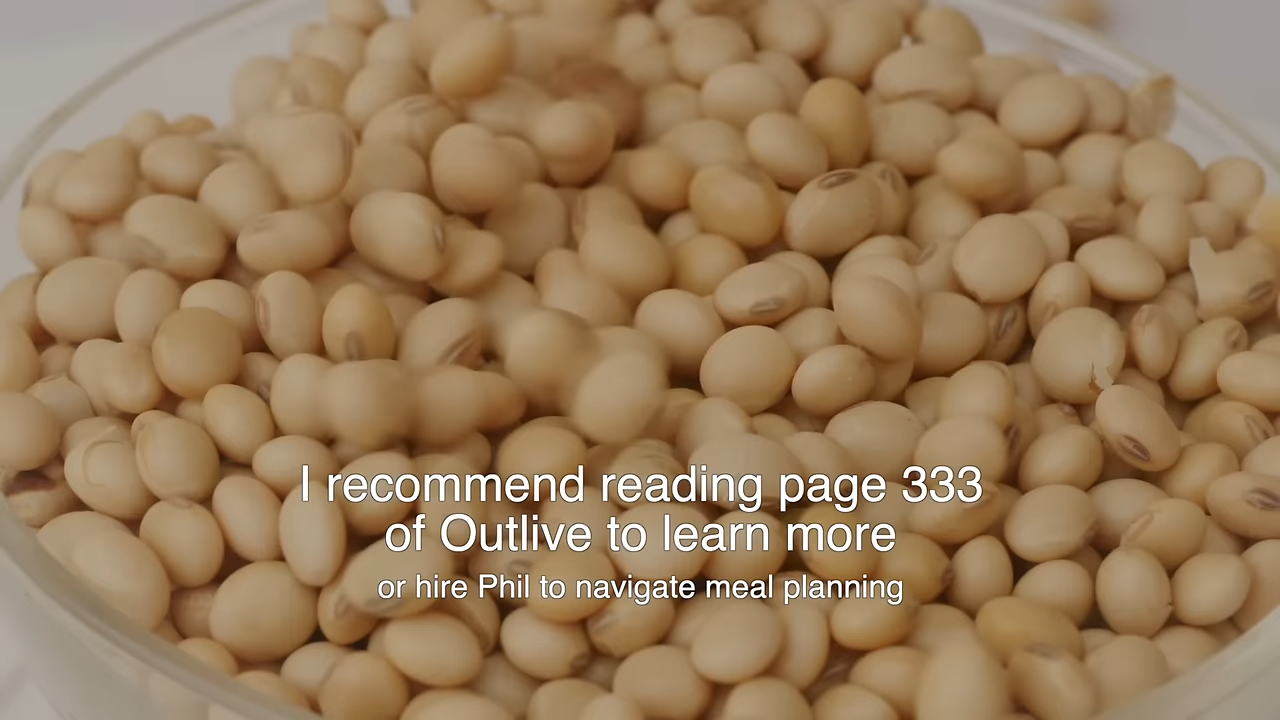 I recommend reading page 333
of Outlive to learn more
or hire Phil to navigate meal planning